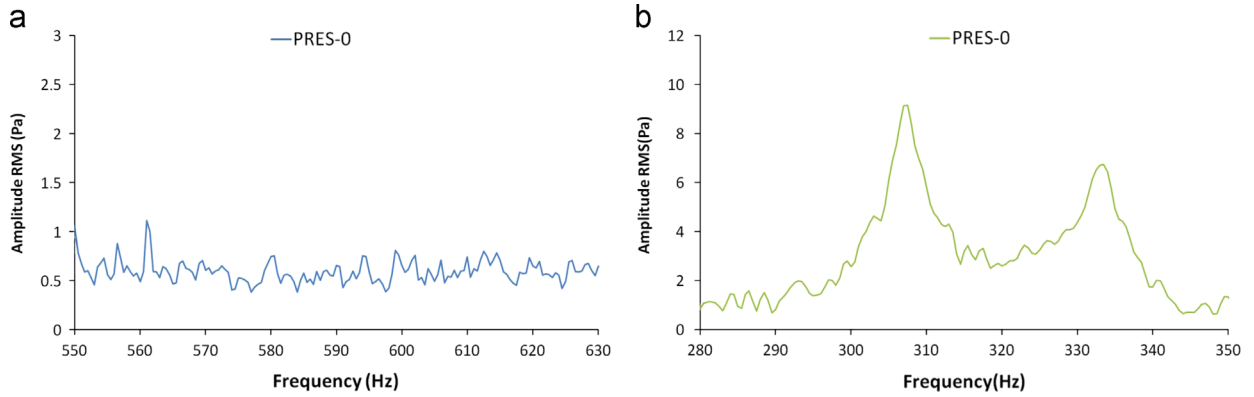 a
PRES-0
Amplitude RMS (Pa)
3
2.5
2
1.5
1
0.5
0
550 560 570 580 590 600 610 620 630
Frequency (Hz)
b
PRES-0
Amplitude RMS(Pa)
12
10
8
6
4
2
0
280 290 300 310 320 330 340 350
Frequency(Hz)